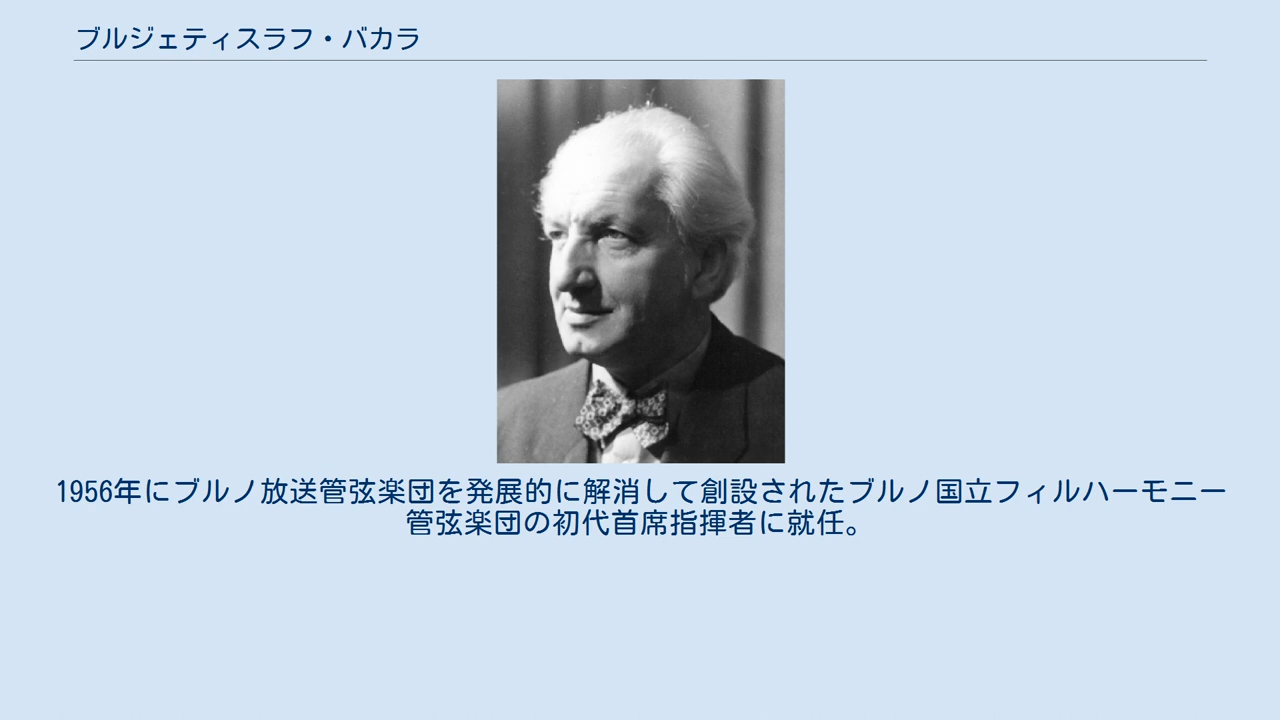 ブルジェティスラフ・バカラ
1956年にブルノ放送管弦楽団を発展的に解消して創設されたブルノ国立フィルハーモニー
管弦楽団の初代首席指揮者に就任。